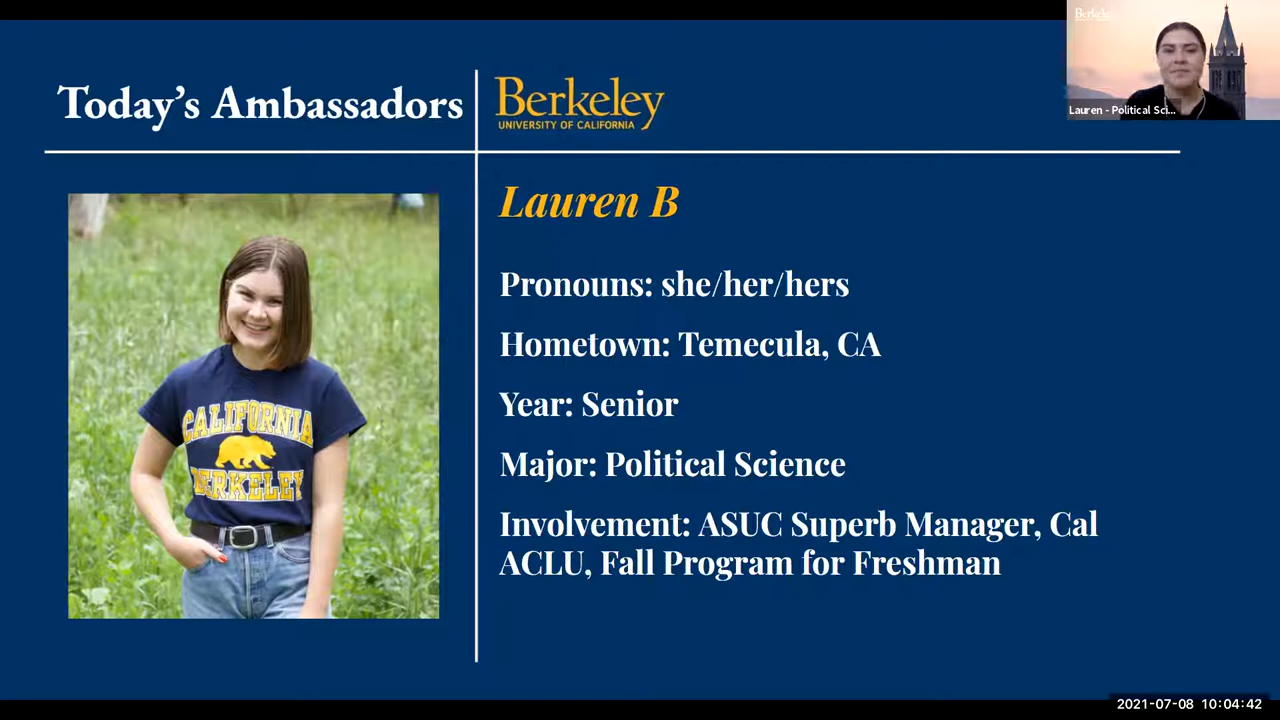 Today's Ambassadors
Berkeley
UNIVERSITY OF CALIFORNIA
Berkeley
Lauren - Political Sci...
Lauren B
Pronouns: she/her/hers
Hometown: Temecula, CA
Year: Senior
Major: Political Science
Involvement: ASUC Superb Manager, Cal
ACLU, Fall Program for Freshman
CALIFORNIA
BERKELEY
2021-07-08 10:04:42